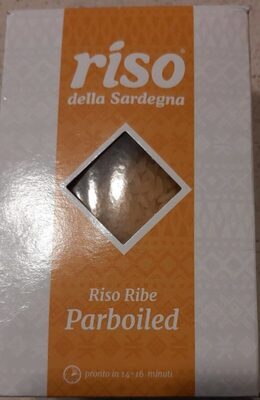 riso
della Sardegna
Riso Ribe
Parboiled
pronto in 14-16 minuti